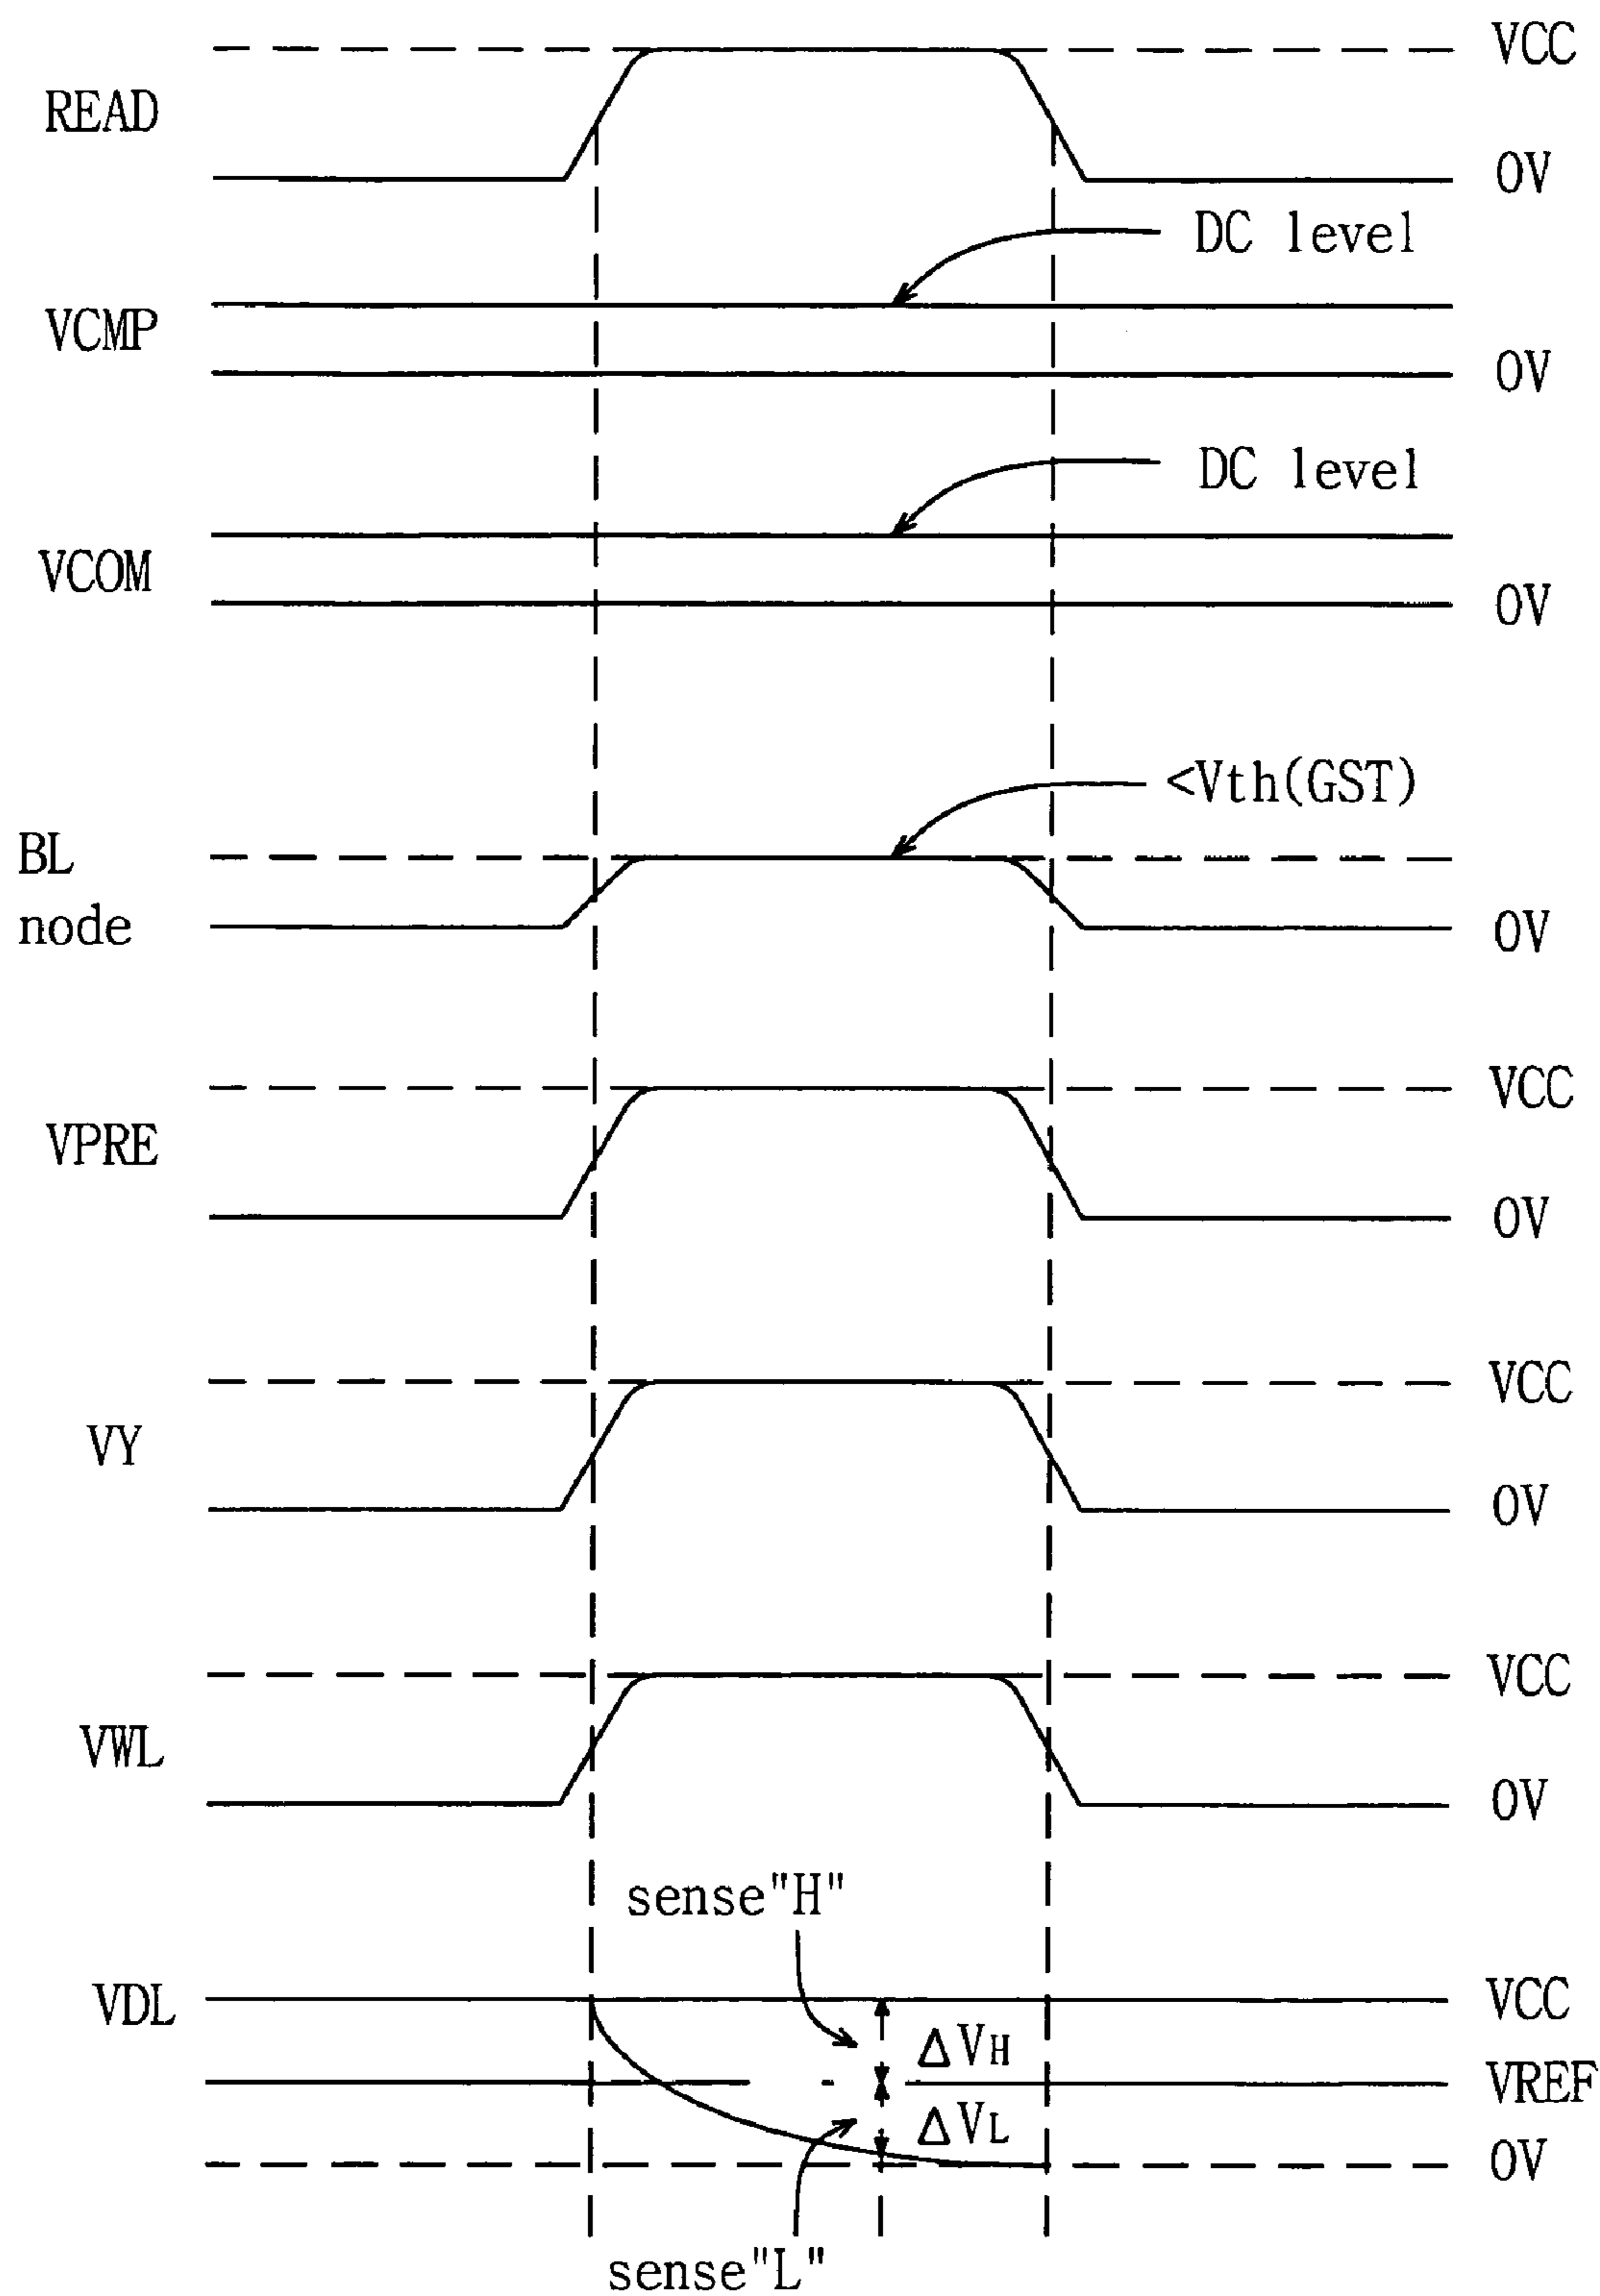 VCC
READ
0V
DC level
VCMP
0V
DC level
VCOM
0V
<Vth(GST)
BL
node
0V
VCC
VPRE
0V
VCC
VY
0V
VCC
VWL
0V
sense"H"
VDL
VCC
ΔVH
VREF
ΔVL
0V
sense"L"